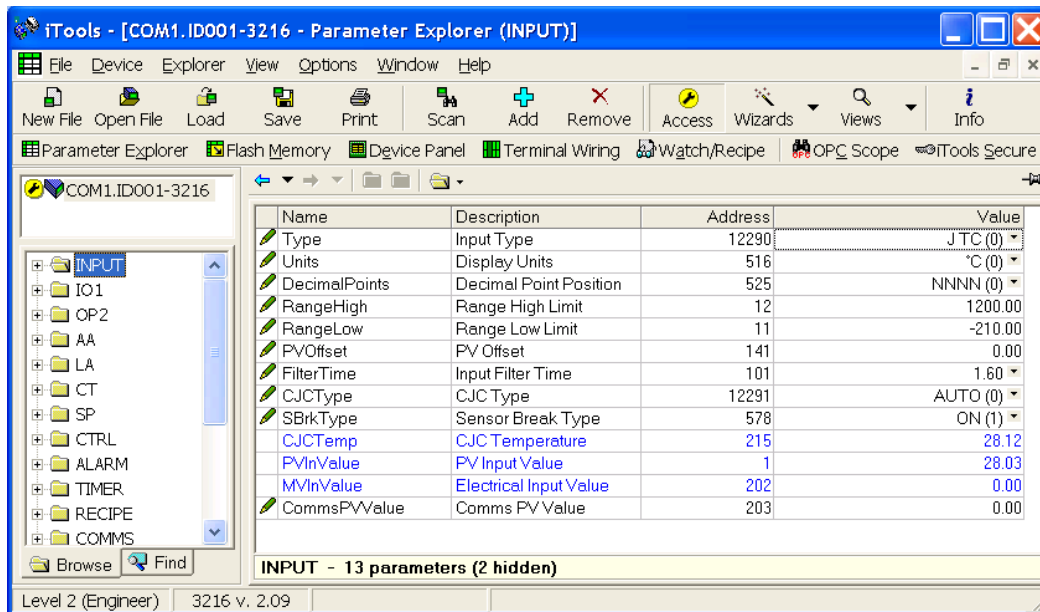 iTools - [COM1.ID001-3216 - Parameter Explorer (INPUT)]
File Device Explorer View Options Window Help
New File Open File Load Save Print Scan Add Remove Access Wizards Views Info
Parameter Explorer Flash Memory Device Panel Terminal Wiring Watch/Recipe OPC Scope iTools Secure
COM1.ID001-3216
INPUT
IO1
OP2
AA
LA
CT
SP
CTRL
ALARM
TIMER
RECIPE
COMMS
Browse Find
Name Description Address Value
Type Input Type 12290 J TC (0)
Units Display Units 516 °C (0)
DecimalPoints Decimal Point Position 525 NNNN (0)
RangeHigh Range High Limit 12 1200.00
RangeLow Range Low Limit 11 -210.00
PVOffset PV Offset 141 0.00
FilterTime Input Filter Time 101 1.60
CJCType CJC Type 12291 AUTO (0)
SBrkType Sensor Break Type 578 ON (1)
CJCTemp CJC Temperature 215 28.12
PVInValue PV Input Value 1 28.03
MVInValue Electrical Input Value 202 0.00
CommsPVValue Comms PV Value 203 0.00
INPUT - 13 parameters (2 hidden)
Level 2 (Engineer) 3216 v. 2.09